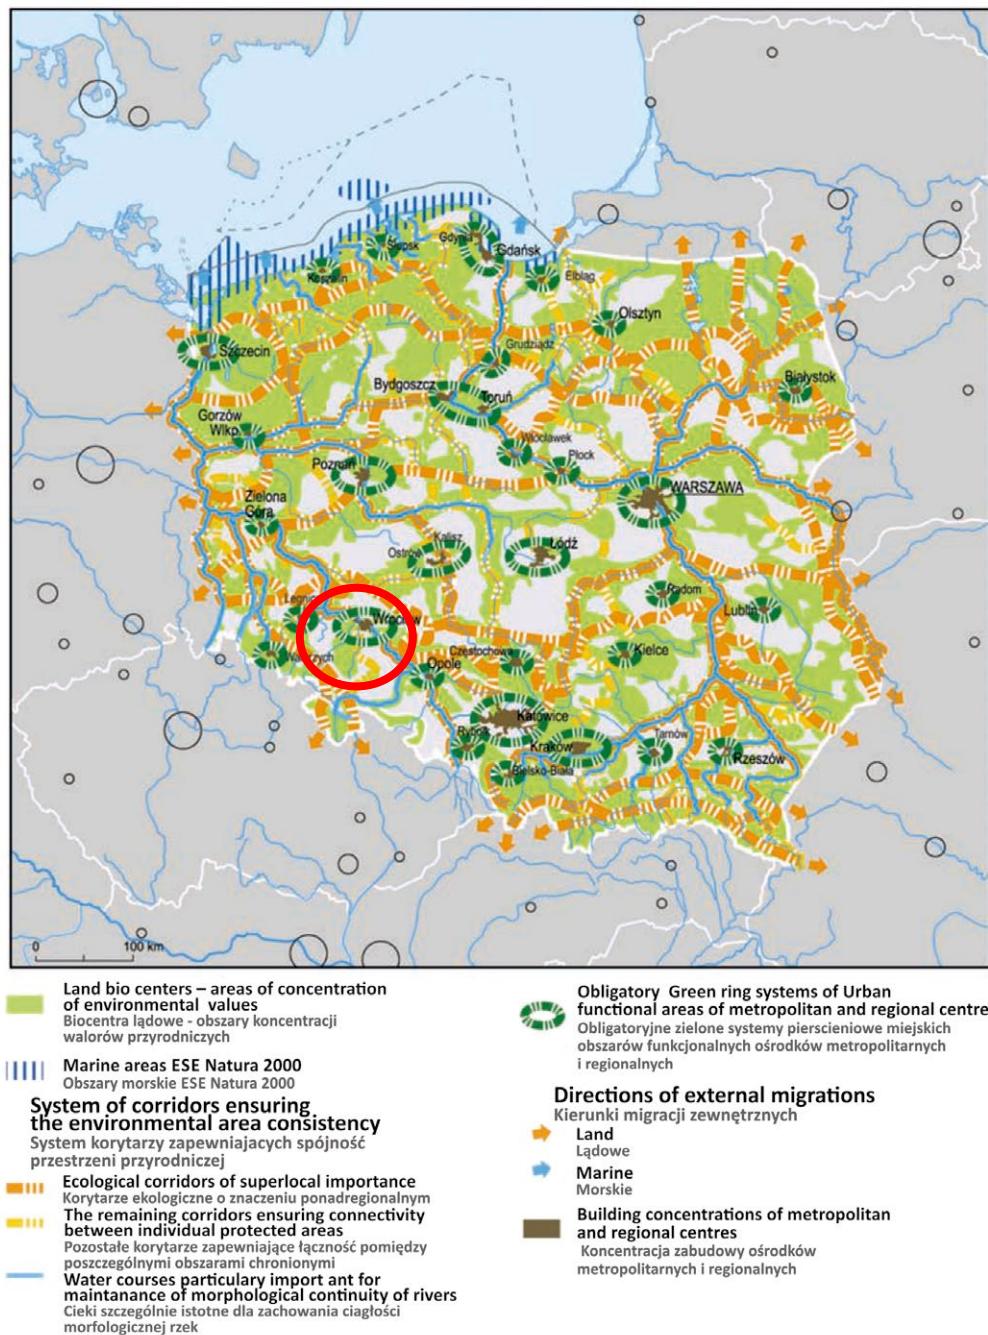 Słupsk
Gdynia
Gdańsk
Koszalin
Elbląg
Olsztyn
Szczecin
Grudziądz
Białystok
Bydgoszcz
Toruń
Gorzów
Wlkp
Włocławek
Płock
Poznań
WARSZAWA
Zielona
Góra
Kalisz
Ostrów
Łódź
Radom
Lublin
Wrocław
Częstochowa
Kielce
Opole
Katowice
Rybnik
Kraków
Tarnów
Rzeszów
Bielsko-Biała
0 100 km
Land bio centers – areas of concentration
of environmental values
Biocentra lądowe - obszary koncentracji
walorów przyrodniczych
Marine areas ESE Natura 2000
Obszary morskie ESE Natura 2000
System of corridors ensuring
the environmental area consistency
System korytarzy zapewniajacych spójność
przestrzeni przyrodniczej
Ecological corridors of superlocal importance
Korytarze ekologiczne o znaczeniu ponadregionalnym
The remaining corridors ensuring connectivity
between individual protected areas
Pozostałe korytarze zapewniające łączność pomiędzy
poszczególnymi obszarami chronionymi
Water courses particulary import ant for
maintanance of morphological continuity of rivers
Cieki szczególnie istotne dla zachowania ciagłości
morfologicznej rzek
Obligatory Green ring systems of Urban
functional areas of metropolitan and regional centre
Obligatoryjne zielone systemy pierscieniowe miejskich
obszarów funkcjonalnych ośrodków metropolitarnych
i regionalnych
Directions of external migrations
Kierunki migracji zewnętrznych
Land
Lądowe
Marine
Morskie
Building concentrations of metropolitan
and regional centres
Koncentracja zabudowy ośrodków
metropolitarnych i regionalnych